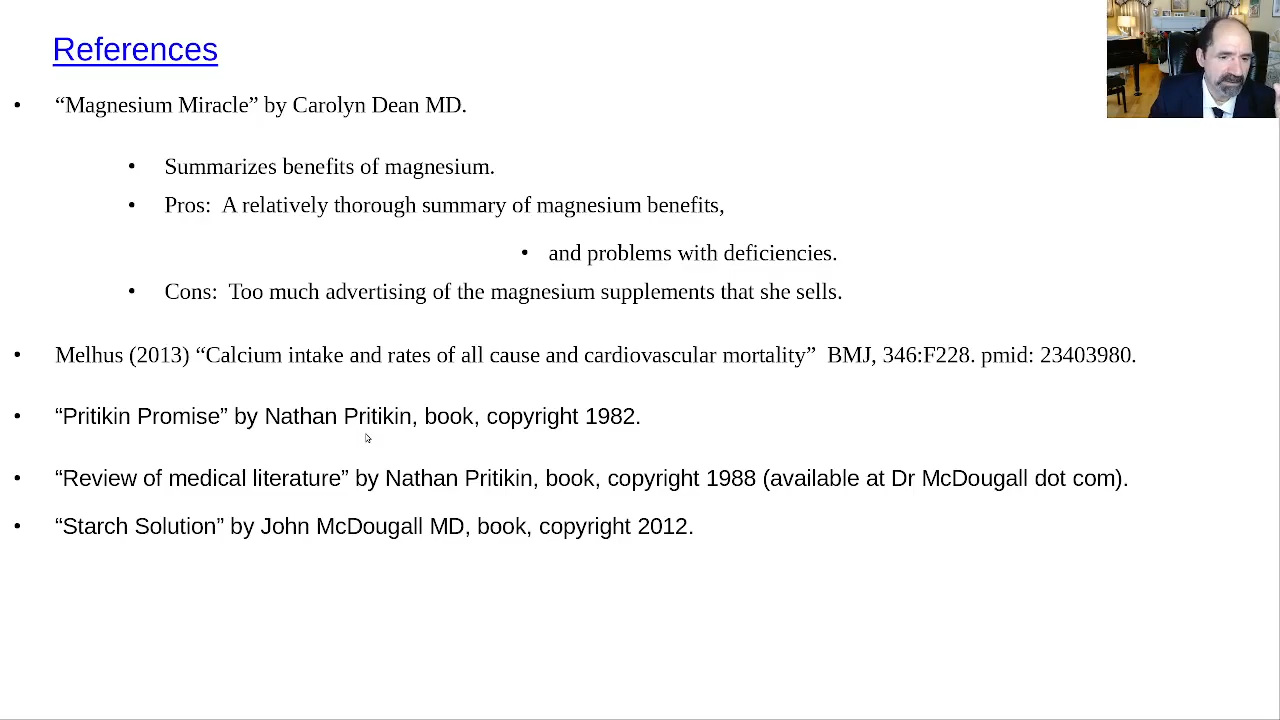 References
• “Magnesium Miracle” by Carolyn Dean MD.
• Summarizes benefits of magnesium.
• Pros:  A relatively thorough summary of magnesium benefits,
• and problems with deficiencies.
• Cons:  Too much advertising of the magnesium supplements that she sells.
• Melhus (2013) “Calcium intake and rates of all cause and cardiovascular mortality”  BMJ, 346:F228. pmid: 23403980.
• “Pritikin Promise” by Nathan Pritikin, book, copyright 1982.
• “Review of medical literature” by Nathan Pritikin, book, copyright 1988 (available at Dr McDougall dot com).
• “Starch Solution” by John McDougall MD, book, copyright 2012.